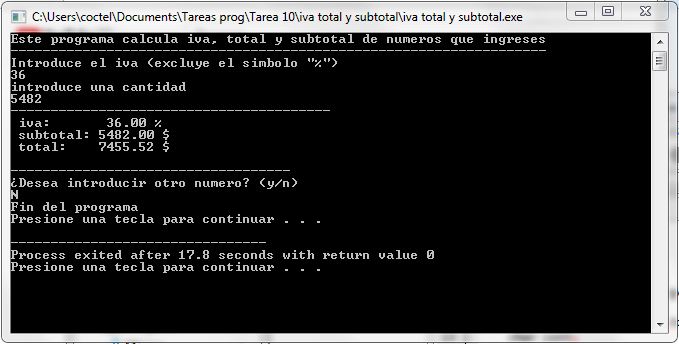 C:\Users\coctel\Documents\Tareas prog\Tarea 10\iva total y subtotal\iva total y subtotal.exe
Este programa calcula iva, total y subtotal de numeros que ingreses
Introduce el iva (excluye el simbolo "%")
36
introduce una cantidad
5482
iva: 36.00 %
subtotal: 5482.00 $
total: 7455.52 $
¿Desea introducir otro numero? (y/n)
N
Fin del programa
Presione una tecla para continuar . . .
Process exited after 17.8 seconds with return value 0
Presione una tecla para continuar . . .